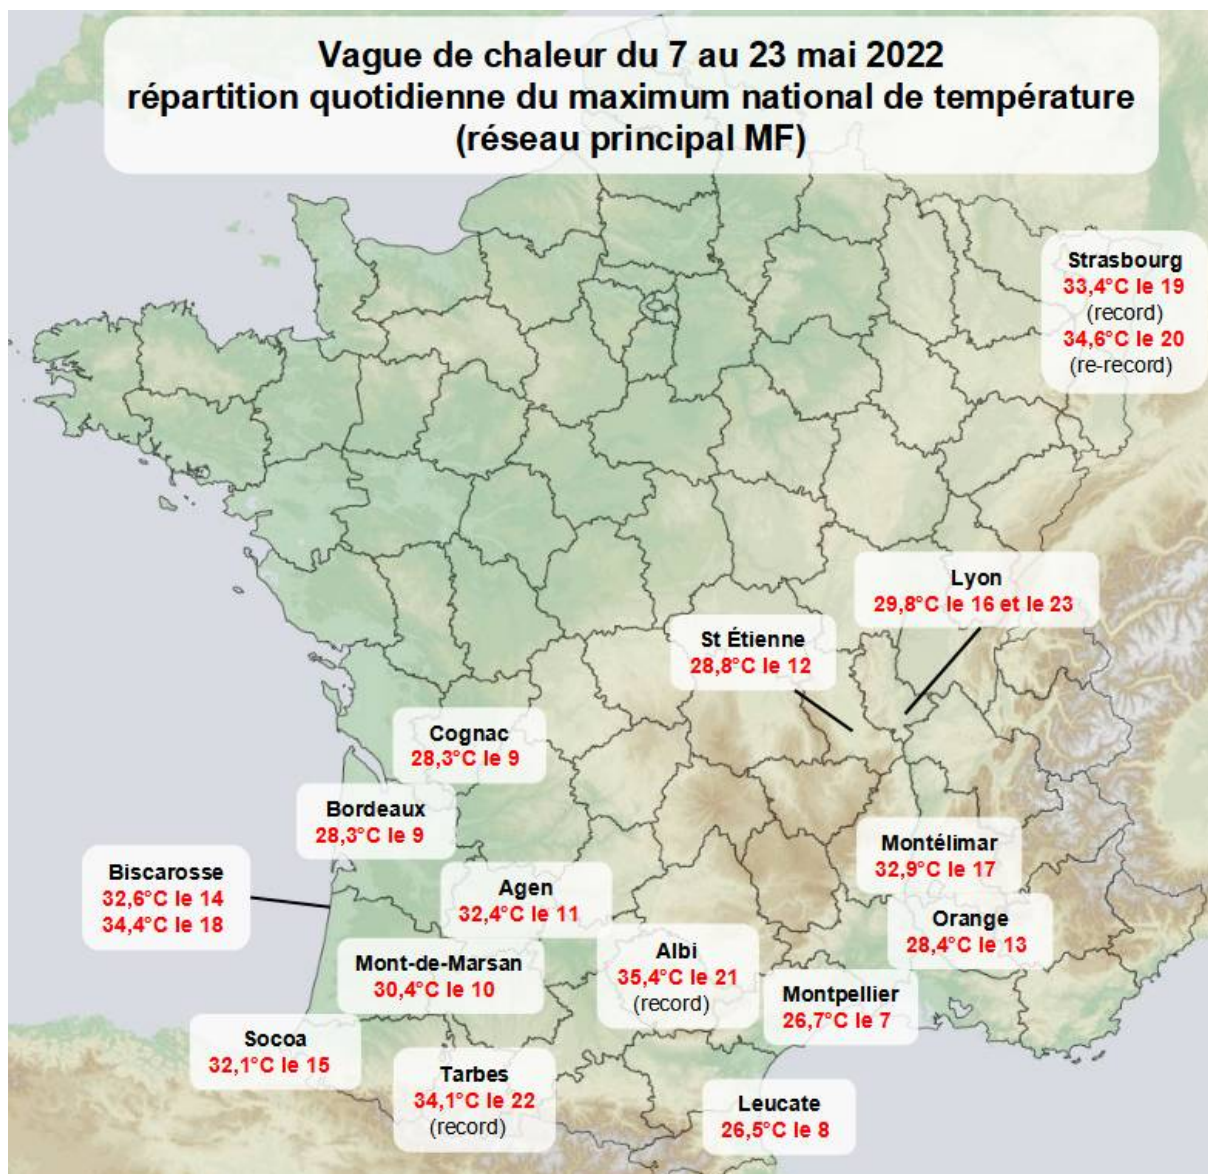 Vague de chaleur du 7 au 23 mai 2022
répartition quotidienne du maximum national de température
(réseau principal MF)
Strasbourg
33,4°C le 19
(record)
34,6°C le 20
(re-record)
Lyon
29,8°C le 16 et le 23
St Étienne
28,8°C le 12
Cognac
28,3°C le 9
Bordeaux
28,3°C le 9
Montélimar
32,9°C le 17
Biscarosse
32,6°C le 14
34,4°C le 18
Agen
32,4°C le 11
Orange
28,4°C le 13
Albi
35,4°C le 21
(record)
Mont-de-Marsan
30,4°C le 10
Montpellier
26,7°C le 7
Socoa
32,1°C le 15
Tarbes
34,1°C le 22
(record)
Leucate
26,5°C le 8